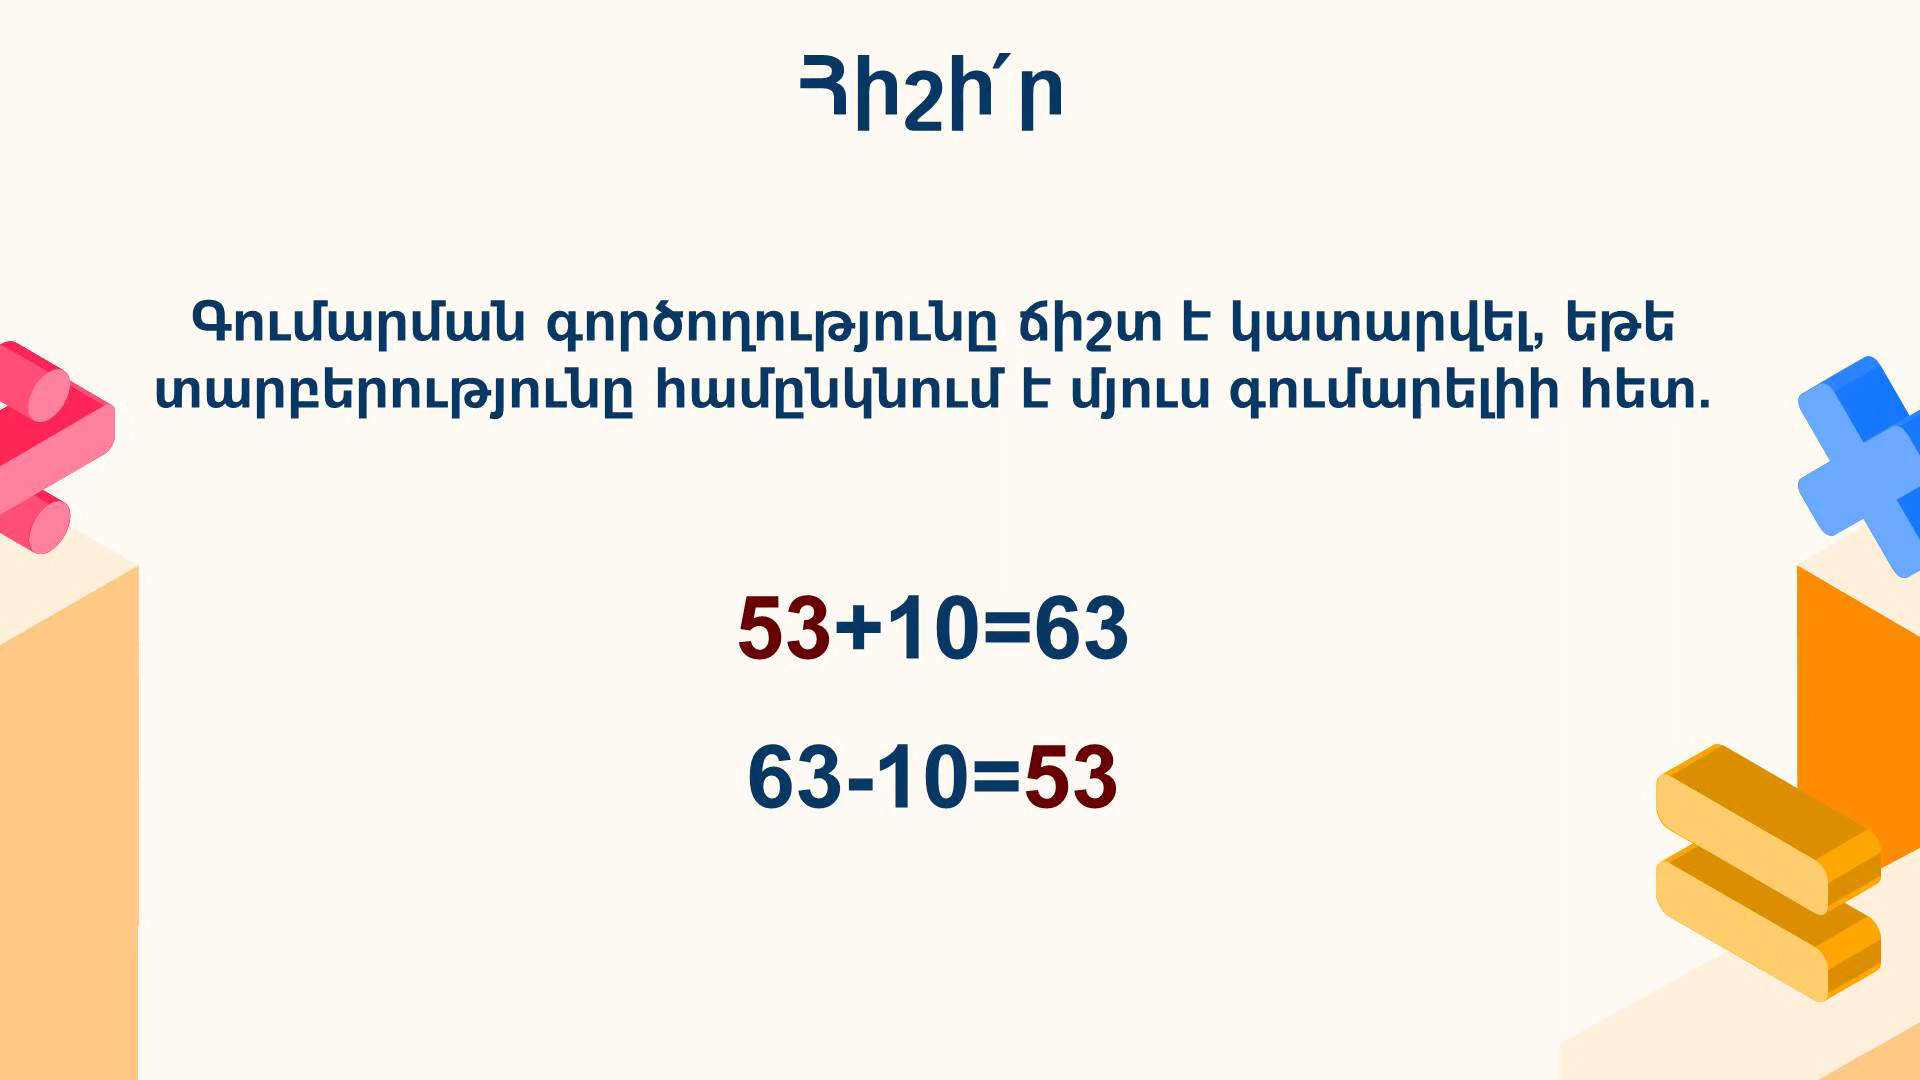 Հիշի՛ր
Գումարման գործողությունը ճիշտ է կատարվել, եթե
տարբերությունը համընկնում է մյուս գումարելիի հետ.
53+10=63
63-10=53